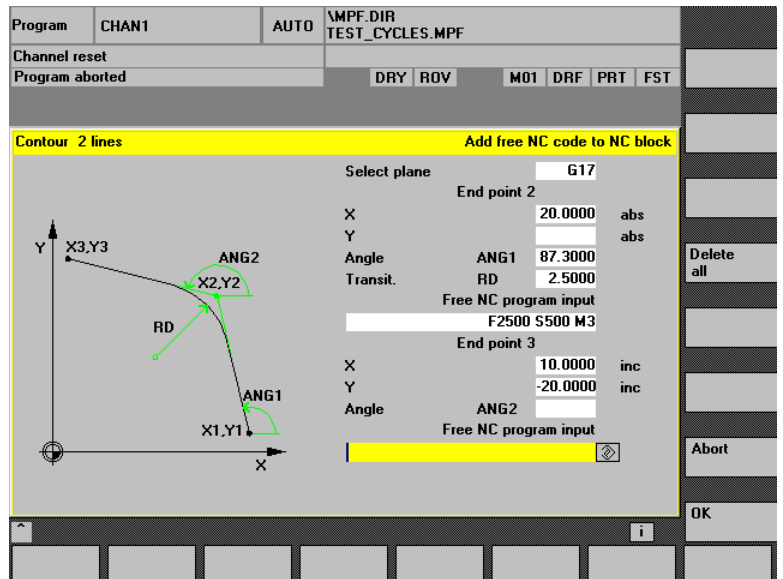 Program CHAN1 AUTO \MPF.DIR
TEST_CYCLES.MPF
Channel reset
Program aborted DRY ROV M01 DRF PRT FST
Contour 2 lines Add free NC code to NC block
Select plane G17
End point 2
X 20.0000 abs
Y abs
Angle ANG1 87.3000
Transit. RD 2.5000
Free NC program input
F2500 S500 M3
End point 3
X 10.0000 inc
Y -20.0000 inc
Angle ANG2
Free NC program input
Y X3,Y3
ANG2
X2,Y2
RD
ANG1
X1,Y1
X
Delete
all
Abort
OK
^ i